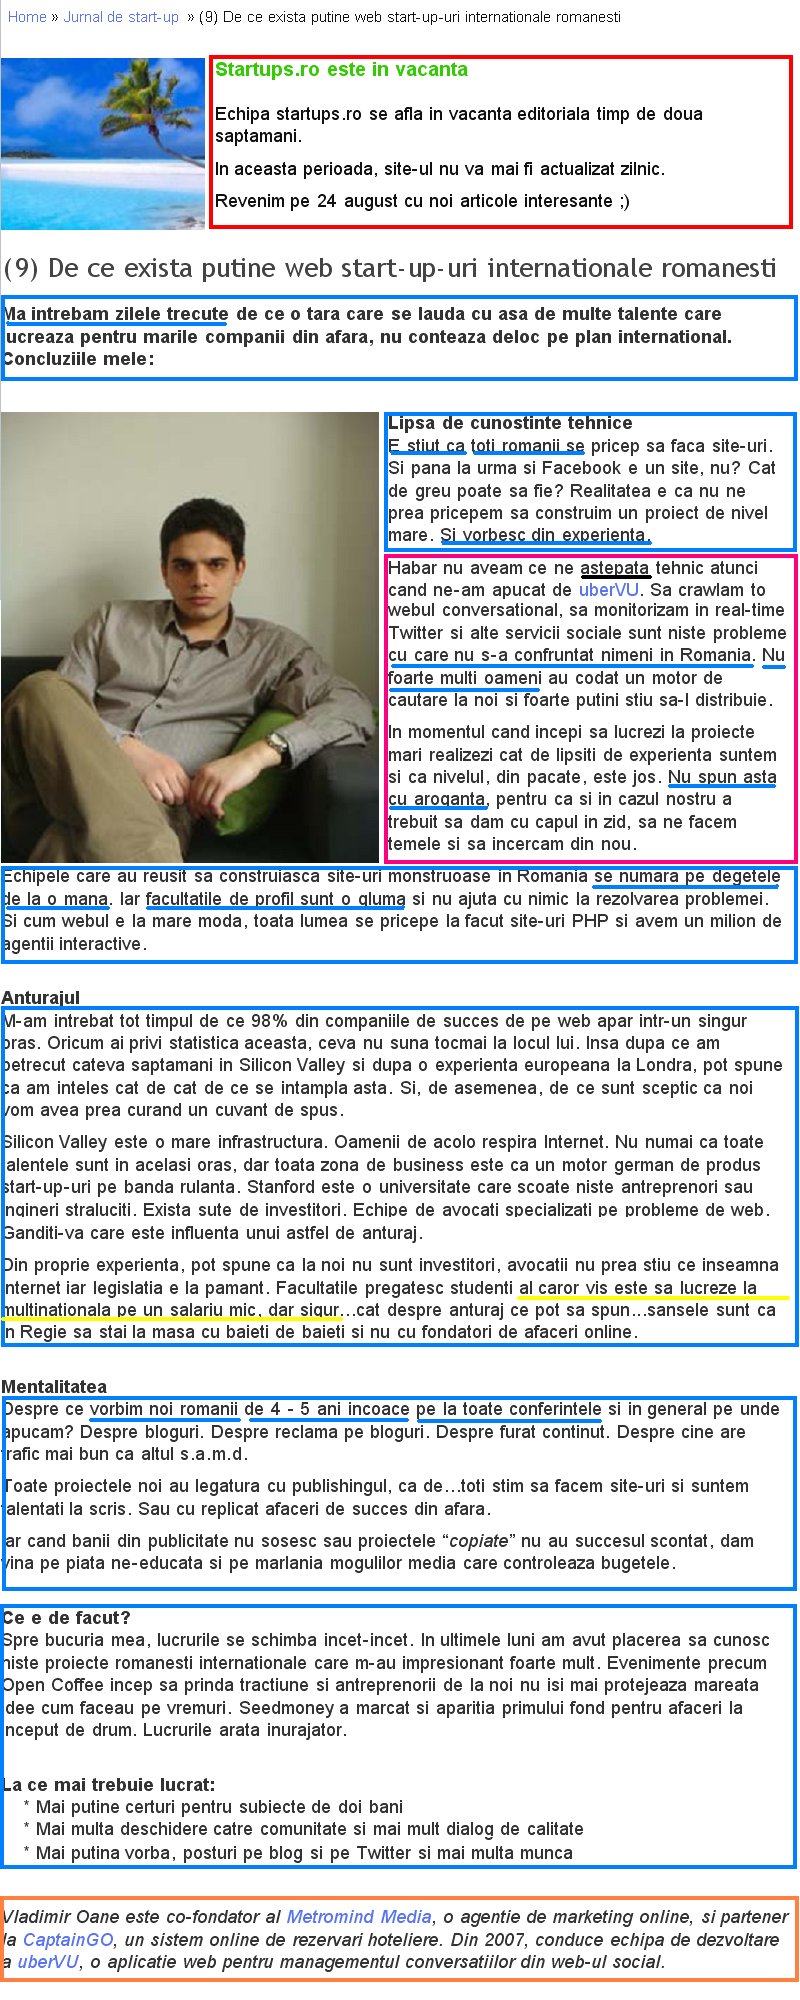 Home » Jurnal de start-up » (9) De ce exista putine web start-up-uri internationale romanesti
Startups.ro este in vacanta
Echipa startups.ro se afla in vacanta editoriala timp de doua
saptamani.
In aceasta perioada, site-ul nu va mai fi actualizat zilnic.
Revenim pe 24 august cu noi articole interesante ;)
(9) De ce exista putine web start-up-uri internationale romanesti
Ma intrebam zilele trecute de ce o tara care se lauda cu asa de multe talente care
lucreaza pentru marile companii din afara, nu conteaza deloc pe plan international.
Concluziile mele:
Lipsa de cunostinte tehnice
E stiut ca toti romanii se pricep sa faca site-uri.
Si pana la urma si Facebook e un site, nu? Cat
de greu poate sa fie? Realitatea e ca nu ne
prea pricepem sa construim un proiect de nivel
mare. Si vorbesc din experienta.
Habar nu aveam ce ne astepata tehnic atunci
cand ne-am apucat de uberVU. Sa crawlam to
webul conversational, sa monitorizam in real-time
Twitter si alte servicii sociale sunt niste probleme
cu care nu s-a confruntat nimeni in Romania. Nu
foarte multi oameni au codat un motor de
cautare la noi si foarte putini stiu sa-l distribuie.
In momentul cand incepi sa lucrezi la proiecte
mari realizezi cat de lipsiti de experienta suntem
si ca nivelul, din pacate, este jos. Nu spun asta
cu aroganta, pentru ca si in cazul nostru a
trebuit sa dam cu capul in zid, sa ne facem
temele si sa incercam din nou.
Echipele care au reusit sa construiasca site-uri monstruoase in Romania se numara pe degetele
de la o mana. Iar facultatile de profil sunt o gluma si nu ajuta cu nimic la rezolvarea problemei.
Si cum webul e la mare moda, toata lumea se pricepe la facut site-uri PHP si avem un milion de
agentii interactive.
Anturajul
M-am intrebat tot timpul de ce 98% din companiile de succes de pe web apar intr-un singur
oras. Oricum ai privi statistica aceasta, ceva nu suna tocmai la locul lui. Insa dupa ce am
petrecut cateva saptamani in Silicon Valley si dupa o experienta europeana la Londra, pot spune
ca am inteles cat de cat de ce se intampla asta. Si, de asemenea, de ce sunt sceptic ca noi
vom avea prea curand un cuvant de spus.
Silicon Valley este o mare infrastructura. Oamenii de acolo respira Internet. Nu numai ca toate
talentele sunt in acelasi oras, dar toata zona de business este ca un motor german de produs
start-up-uri pe banda rulanta. Stanford este o universitate care scoate niste antreprenori sau
ingineri straluciti. Exista sute de investitori. Echipe de avocati specializati pe probleme de web.
Ganditi-va care este influenta unui astfel de anturaj.
Din proprie experienta, pot spune ca la noi nu sunt investitori, avocatii nu prea stiu ce inseamna
internet iar legislatia e la pamant. Facultatile pregatesc studenti al caror vis este sa lucreze la
multinationala pe un salariu mic, dar sigur...cat despre anturaj ce pot sa spun...sansele sunt ca
in Regie sa stai la masa cu baieti de baieti si nu cu fondatori de afaceri online.
Mentalitatea
Despre ce vorbim noi romanii de 4 - 5 ani incoace pe la toate conferintele si in general pe unde
apucam? Despre bloguri. Despre reclama pe bloguri. Despre furat continut. Despre cine are
trafic mai bun ca altul s.a.m.d.
Toate proiectele noi au legatura cu publishingul, ca de...toti stim sa facem site-uri si suntem
talentati la scris. Sau cu replicat afaceri de succes din afara.
Iar cand banii din publicitate nu sosesc sau proiectele “copiate” nu au succesul scontat, dam
vina pe piata ne-educata si pe marlania mogulilor media care controleaza bugetele.
Ce e de facut?
Spre bucuria mea, lucrurile se schimba incet-incet. In ultimele luni am avut placerea sa cunosc
niste proiecte romanesti internationale care m-au impresionant foarte mult. Evenimente precum
Open Coffee incep sa prinda tractiune si antreprenorii de la noi nu isi mai protejeaza mareata
idee cum faceau pe vremuri. Seedmoney a marcat si aparitia primului fond pentru afaceri la
inceput de drum. Lucrurile arata inurajator.
La ce mai trebuie lucrat:
* Mai putine certuri pentru subiecte de doi bani
* Mai multa deschidere catre comunitate si mai mult dialog de calitate
* Mai putina vorba, posturi pe blog si pe Twitter si mai multa munca
Vladimir Oane este co-fondator al Metromind Media, o agentie de marketing online, si partener
la CaptainGO, un sistem online de rezervari hoteliere. Din 2007, conduce echipa de dezvoltare
a uberVU, o aplicatie web pentru managementul conversatiilor din web-ul social.